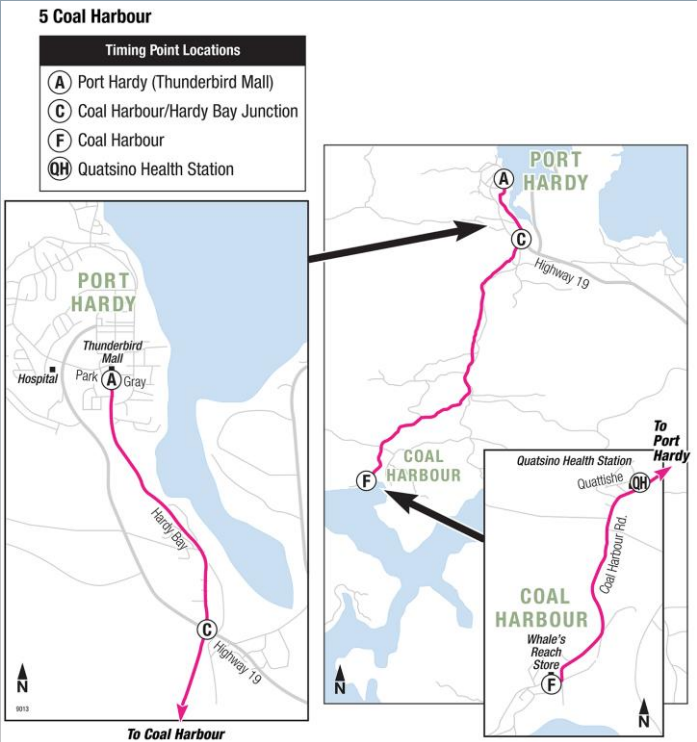 5 Coal Harbour
Timing Point Locations
A Port Hardy (Thunderbird Mall)
C Coal Harbour/Hardy Bay Junction
F Coal Harbour
QH Quatsino Health Station
PORT
HARDY
Thunderbird
Mall
Hospital
Park A Gray
Hardy Bay
C
Highway 19
N
9013
To Coal Harbour
PORT
HARDY
A
C
Highway 19
COAL
HARBOUR
F
N
To
Port
Hardy
Quatsino Health Station
Quattishe
QH
Coal Harbour Rd.
COAL
HARBOUR
Whale's
Reach
Store
F
N